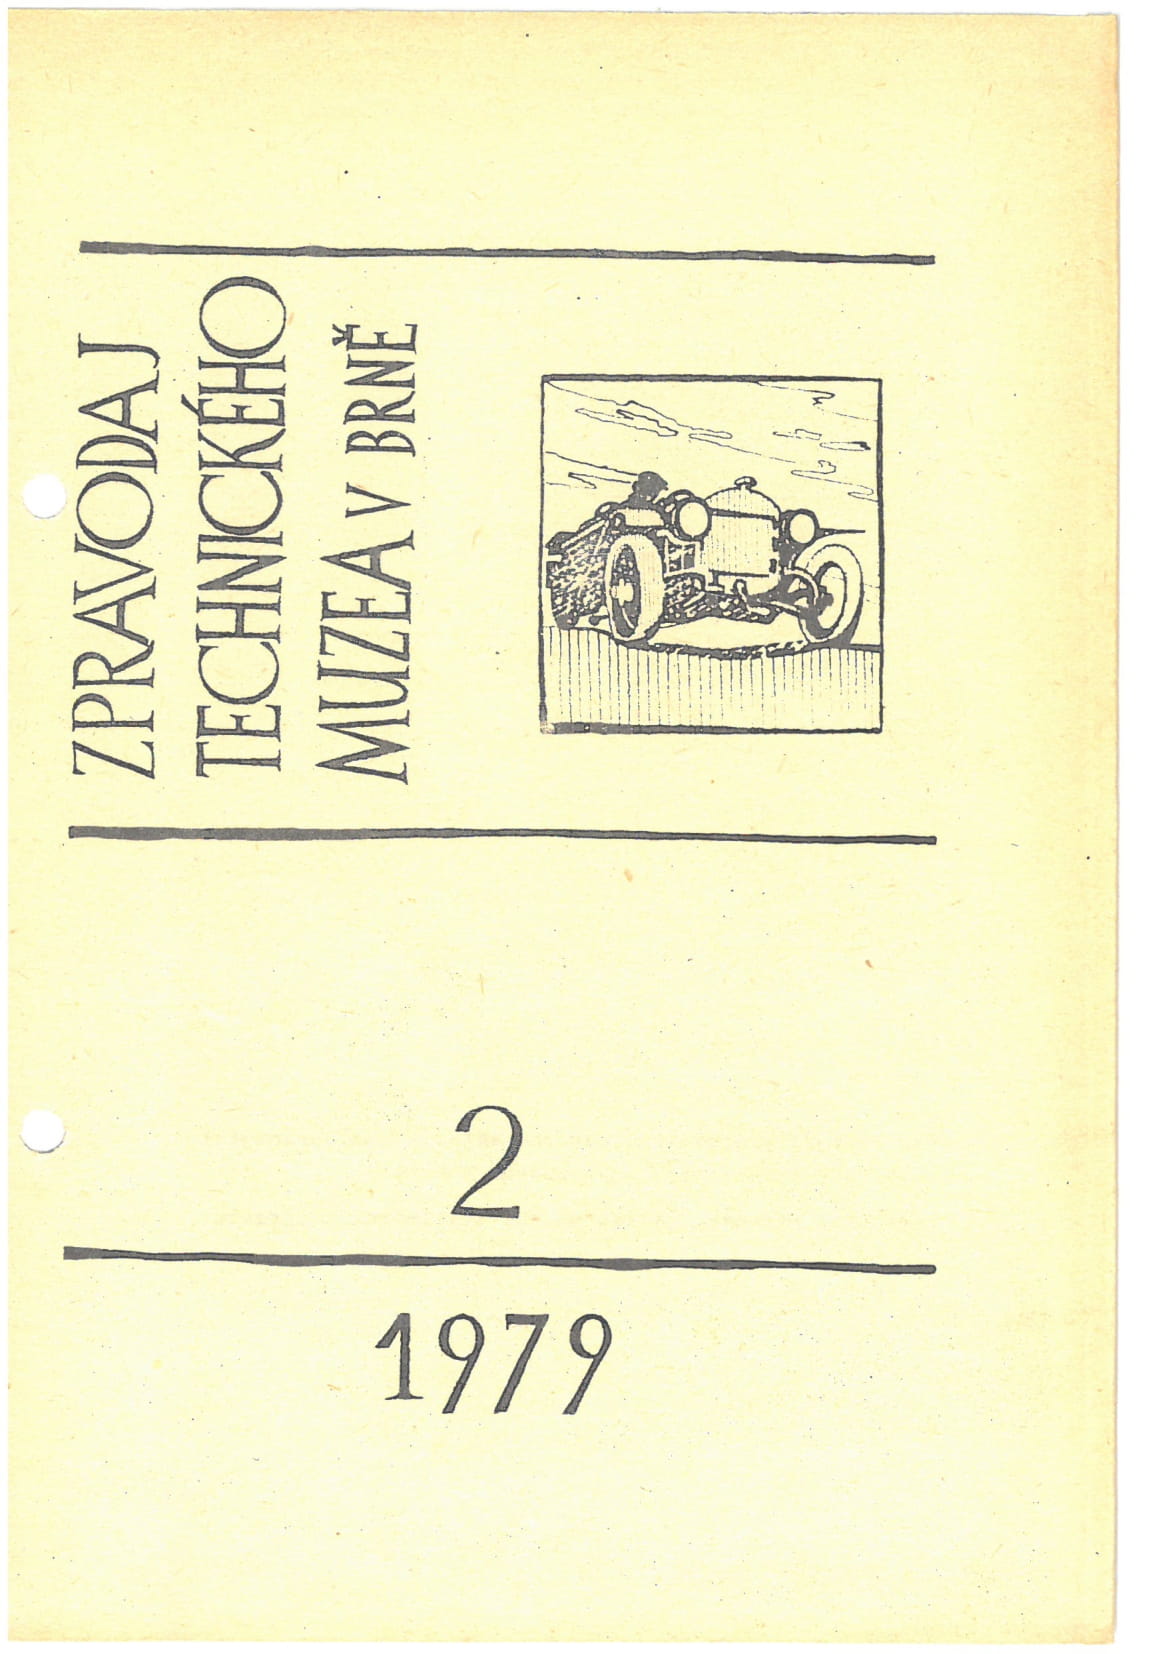 ZPRAVODAJ
TECHNICKÉHO
MUZEA V BRNĚ
2
1979